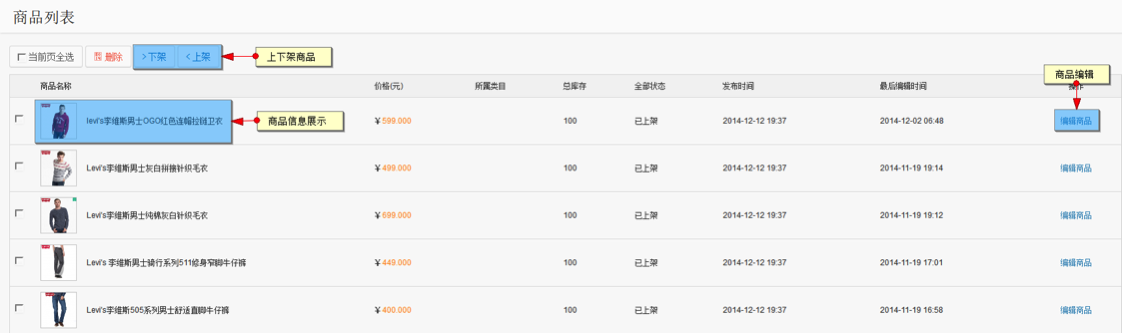 商品列表
当前页全选 删除 >下架 <上架 上下架商品
商品编辑
商品名称 价格(元) 所属类目 总库存 全部状态 发布时间 最后编辑时间 操作
levi's李维斯男士OGO红色连帽拉链卫衣 商品信息展示 ￥599.000 100 已上架 2014-12-12 19:37 2014-12-02 06:48 编辑商品
Levi's李维斯男士灰白拼接针织毛衣 ￥499.000 100 已上架 2014-12-12 19:37 2014-11-19 19:14 编辑商品
Levi's李维斯男士纯棉灰白针织毛衣 ￥699.000 100 已上架 2014-12-12 19:37 2014-11-19 19:12 编辑商品
Levi's 李维斯男士骑行系列511修身窄脚牛仔裤 ￥449.000 100 已上架 2014-12-12 19:37 2014-11-19 17:01 编辑商品
Levi's李维斯505系列男士舒适直脚牛仔裤 ￥400.000 100 已上架 2014-12-12 19:37 2014-11-19 16:58 编辑商品